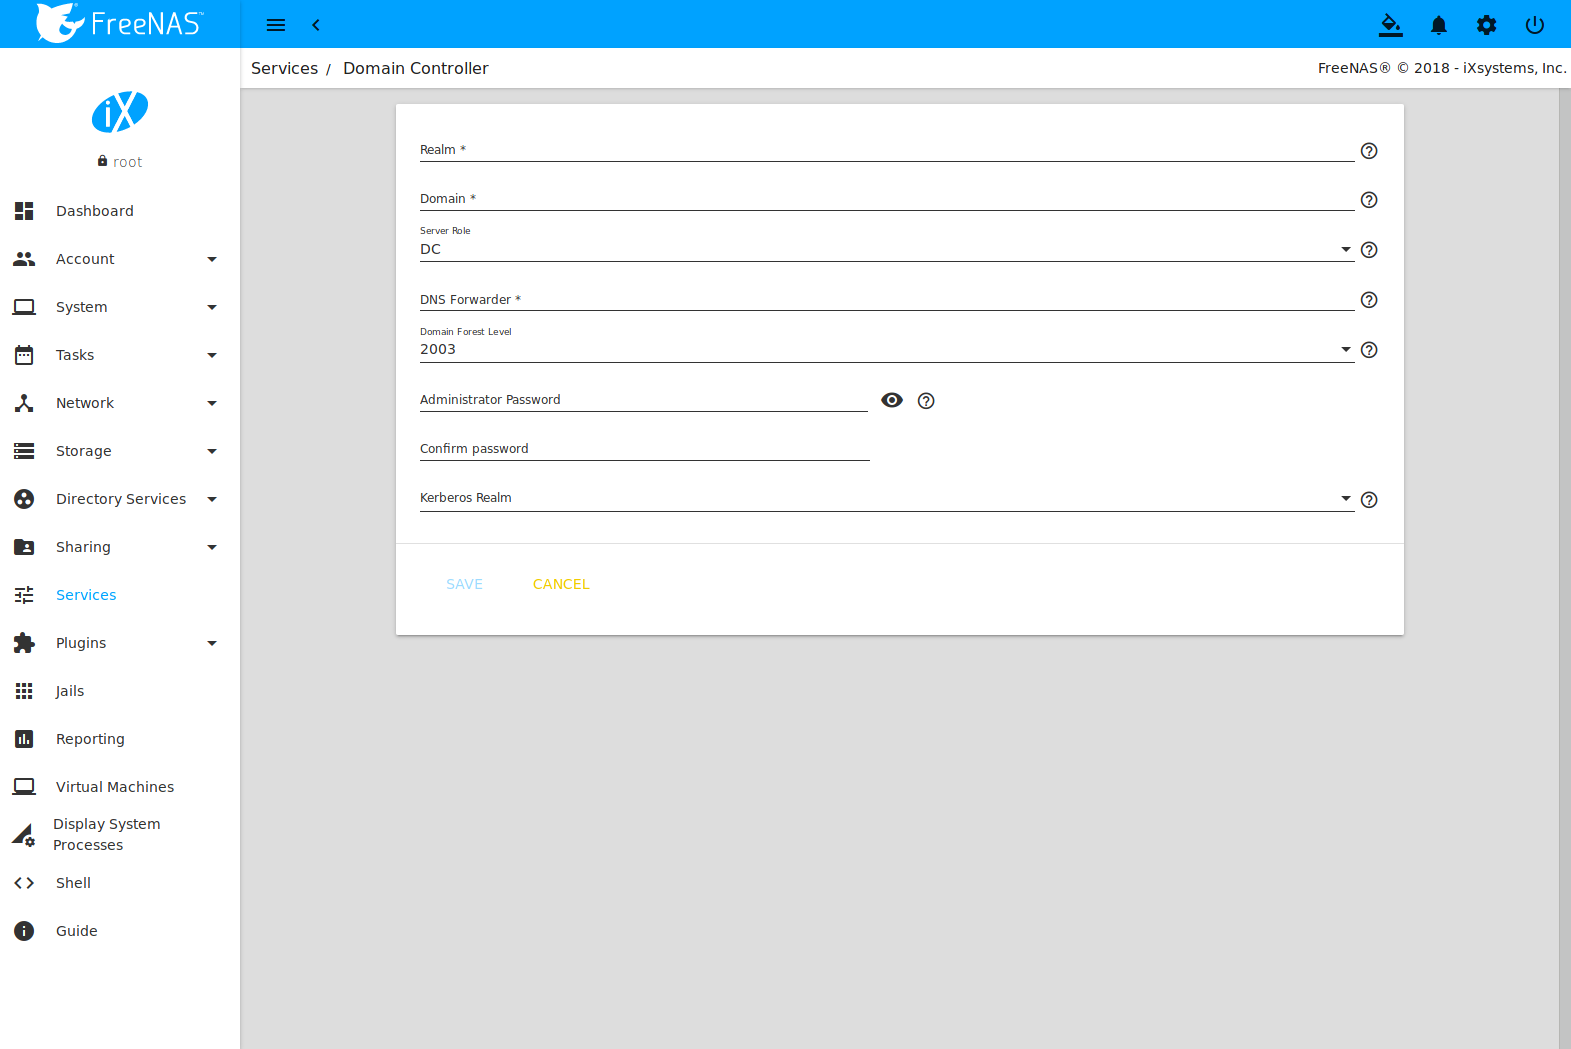 FreeNAS™
Services / Domain Controller
FreeNAS® © 2018 - iXsystems, Inc.
iX
root
Dashboard
Account
System
Tasks
Network
Storage
Directory Services
Sharing
Services
Plugins
Jails
Reporting
Virtual Machines
Display System
Processes
Shell
Guide
Realm *
Domain *
Server Role
DC
DNS Forwarder *
Domain Forest Level
2003
Administrator Password
Confirm password
Kerberos Realm
SAVE CANCEL